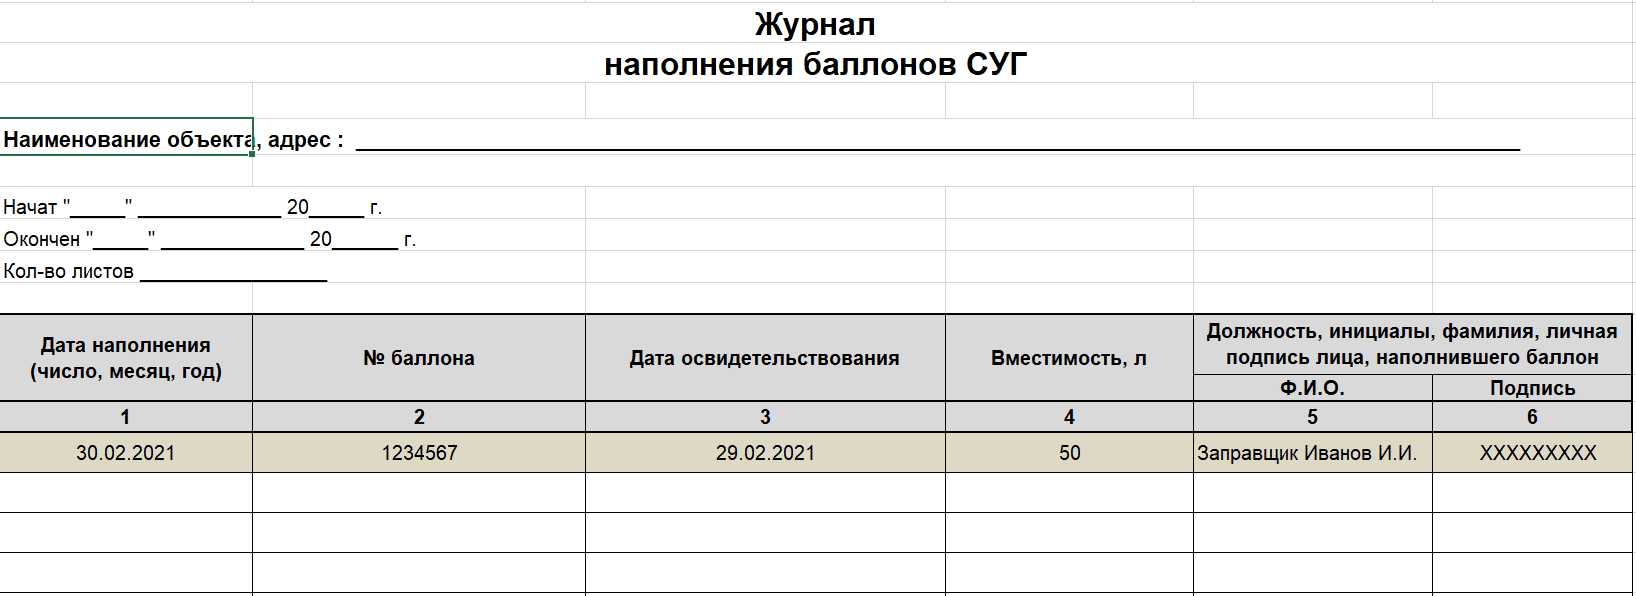 Журнал
наполнения баллонов СУГ
Наименование объекта, адрес : ____________________
Начат "_____" _____________ 20_____ г.
Окончен "_____" _____________ 20______ г.
Кол-во листов _________________
Дата наполнения
(число, месяц, год)
№ баллона
Дата освидетельствования
Вместимость, л
Должность, инициалы, фамилия, личная
подпись лица, наполнившего баллон
Ф.И.О.
Подпись
1 2 3 4 5 6
30.02.2021 1234567 29.02.2021 50 Заправщик Иванов И.И. XXXXXXXXX